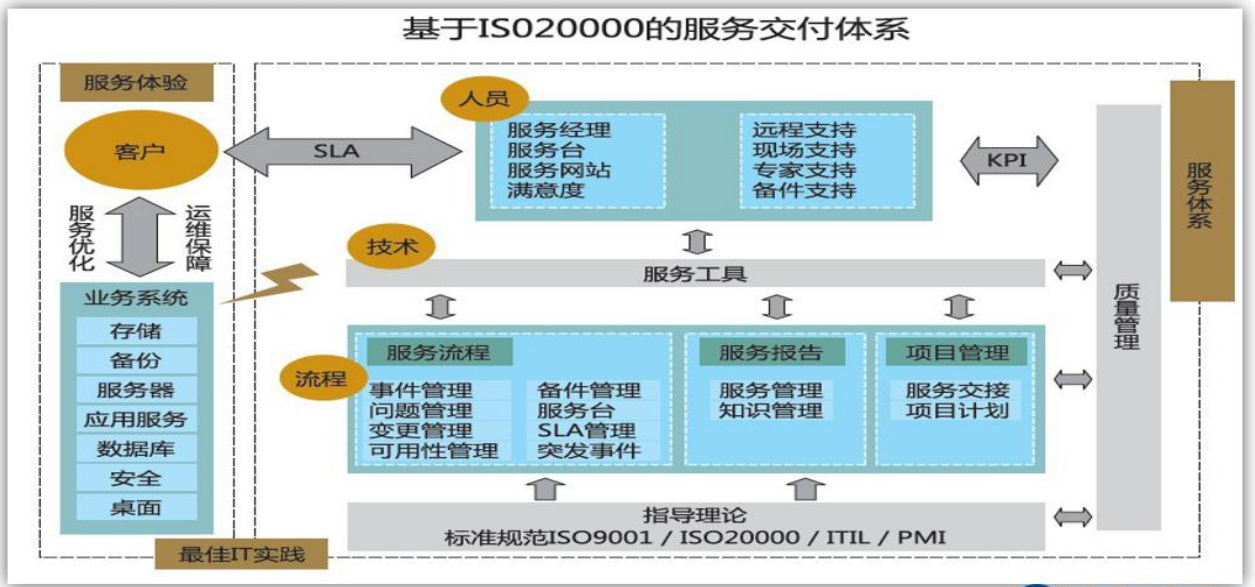 基于ISO20000的服务交付体系
服务体验
客户
服务优化
运维保障
业务系统
存储
备份
服务器
应用服务
数据库
安全
桌面
最佳IT实践
SLA
人员
服务经理
服务台
服务网站
满意度
远程支持
现场支持
专家支持
备件支持
KPI
技术
服务工具
流程
服务流程
事件管理
问题管理
变更管理
可用性管理
备件管理
服务台
SLA管理
突发事件
服务报告
服务管理
知识管理
项目管理
服务交接
项目计划
指导理论
标准规范ISO9001 / ISO20000 / ITIL / PMI
质量管理
服务体系